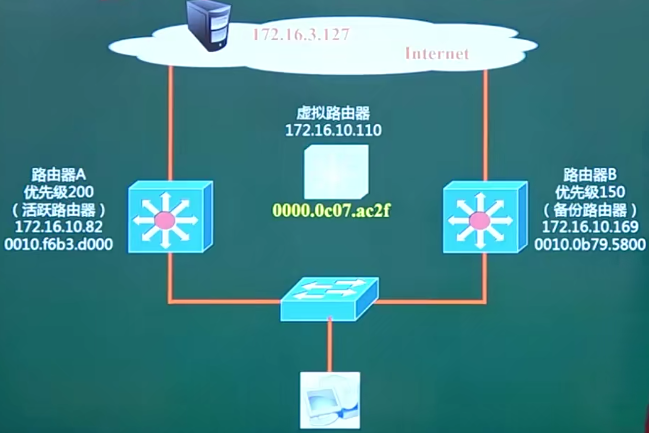 172.16.3.127
Internet
虚拟路由器
172.16.10.110
0000.0c07.ac2f
路由器A
优先级200
（活跃路由器）
172.16.10.82
0010.f6b3.d000
路由器B
优先级150
（备份路由器）
172.16.10.169
0010.0b79.5800